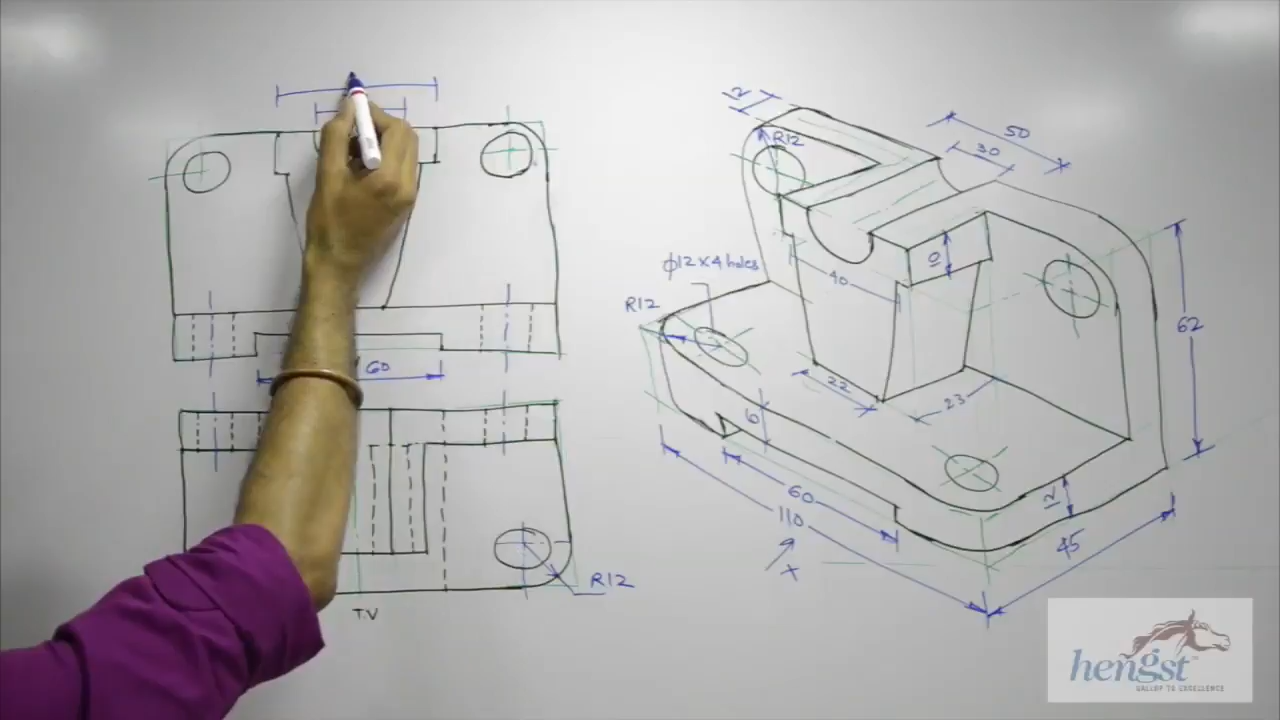 60
R12
T.V
12
R12
50
30
10
40
ϕ12 x 4 holes
R12
62
22
23
6
60
110
12
45
X
hengst
GALLOP TO EXCELLENCE